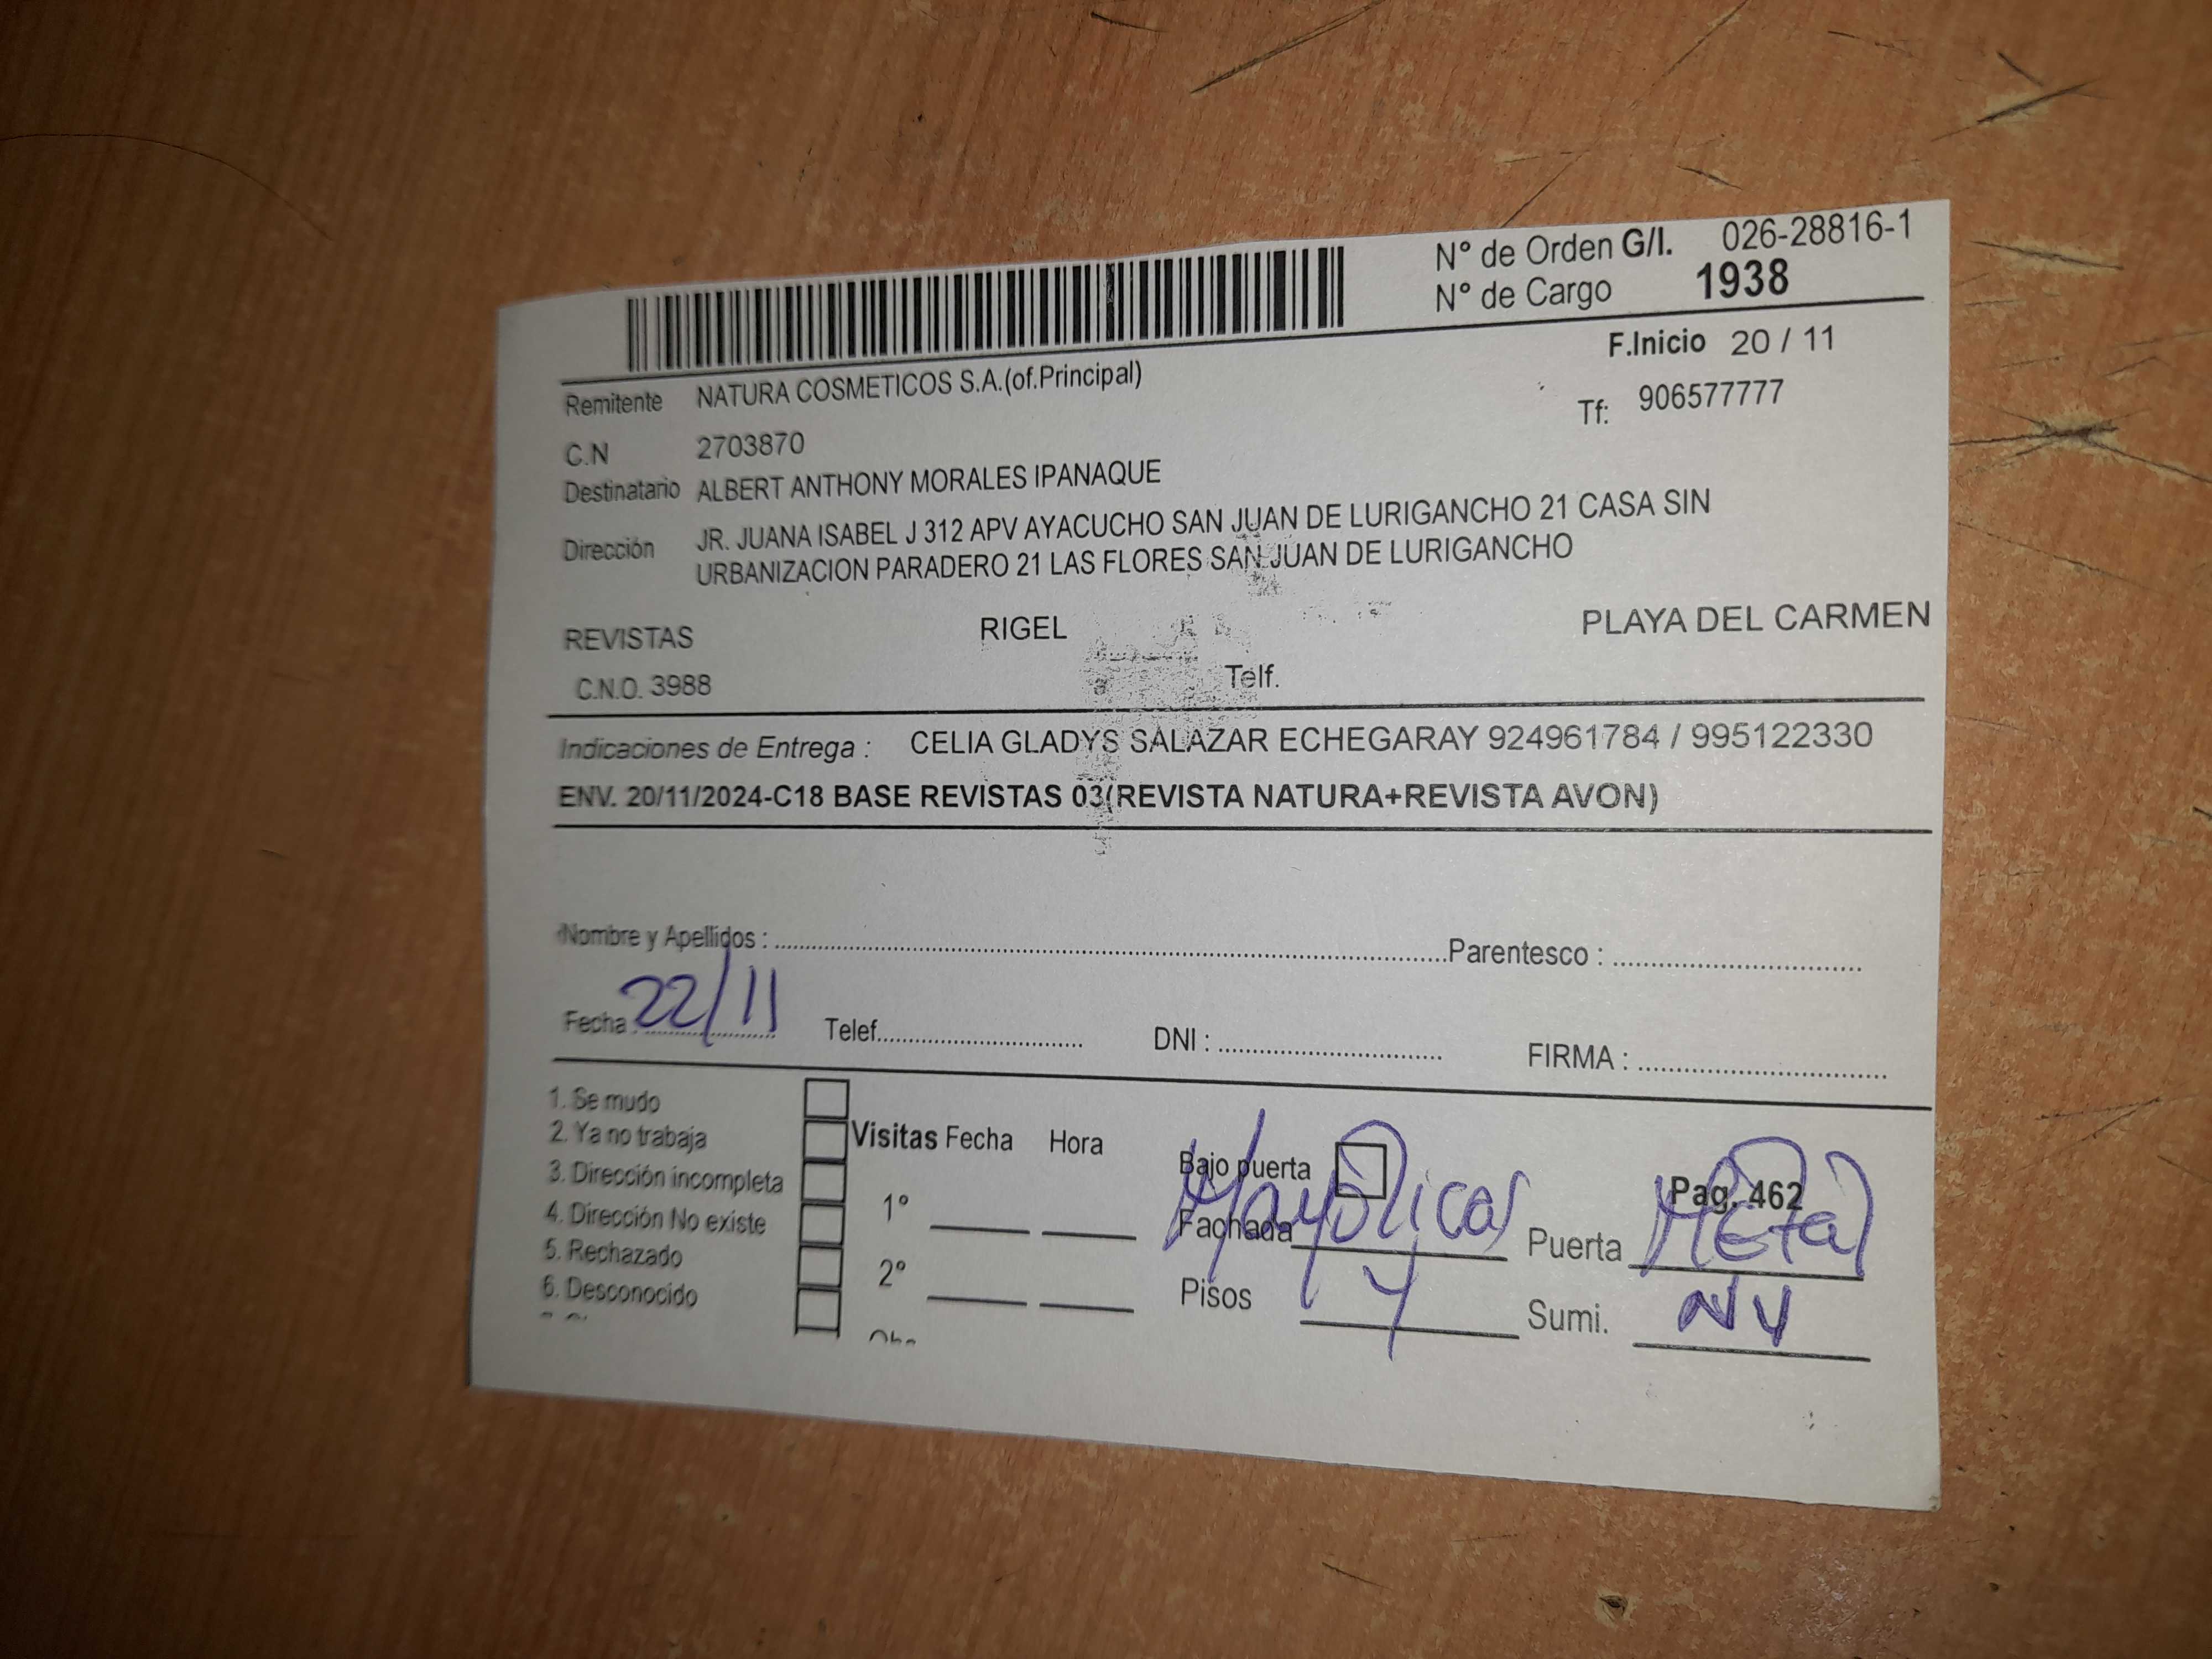 N° de Orden G/I. 026-28816-1
N° de Cargo 1938
F.Inicio 20 / 11
Remitente NATURA COSMETICOS S.A.(of.Principal)
Tf: 906577777
C.N 2703870
Destinatario ALBERT ANTHONY MORALES IPANAQUE
Dirección JR. JUANA ISABEL J 312 APV AYACUCHO SAN JUAN DE LURIGANCHO 21 CASA SIN
URBANIZACION PARADERO 21 LAS FLORES SAN JUAN DE LURIGANCHO
REVISTAS RIGEL PLAYA DEL CARMEN
C.N.O. 3988 Telf.
Indicaciones de Entrega : CELIA GLADYS SALAZAR ECHEGARAY 924961784 / 995122330
ENV. 20/11/2024-C18 BASE REVISTAS 03(REVISTA NATURA+REVISTA AVON)
Nombre y Apellidos : Parentesco :
Fecha : 22/11 Telef. DNI : FIRMA :
1. Se mudo
2. Ya no trabaja
3. Dirección incompleta
4. Dirección No existe
5. Rechazado
6. Desconocido
Visitas Fecha Hora
1°
2°
Bajo puerta
Pag. 462
Fachada Mayolicas Puerta Metal
Pisos 4 Sumi. NV